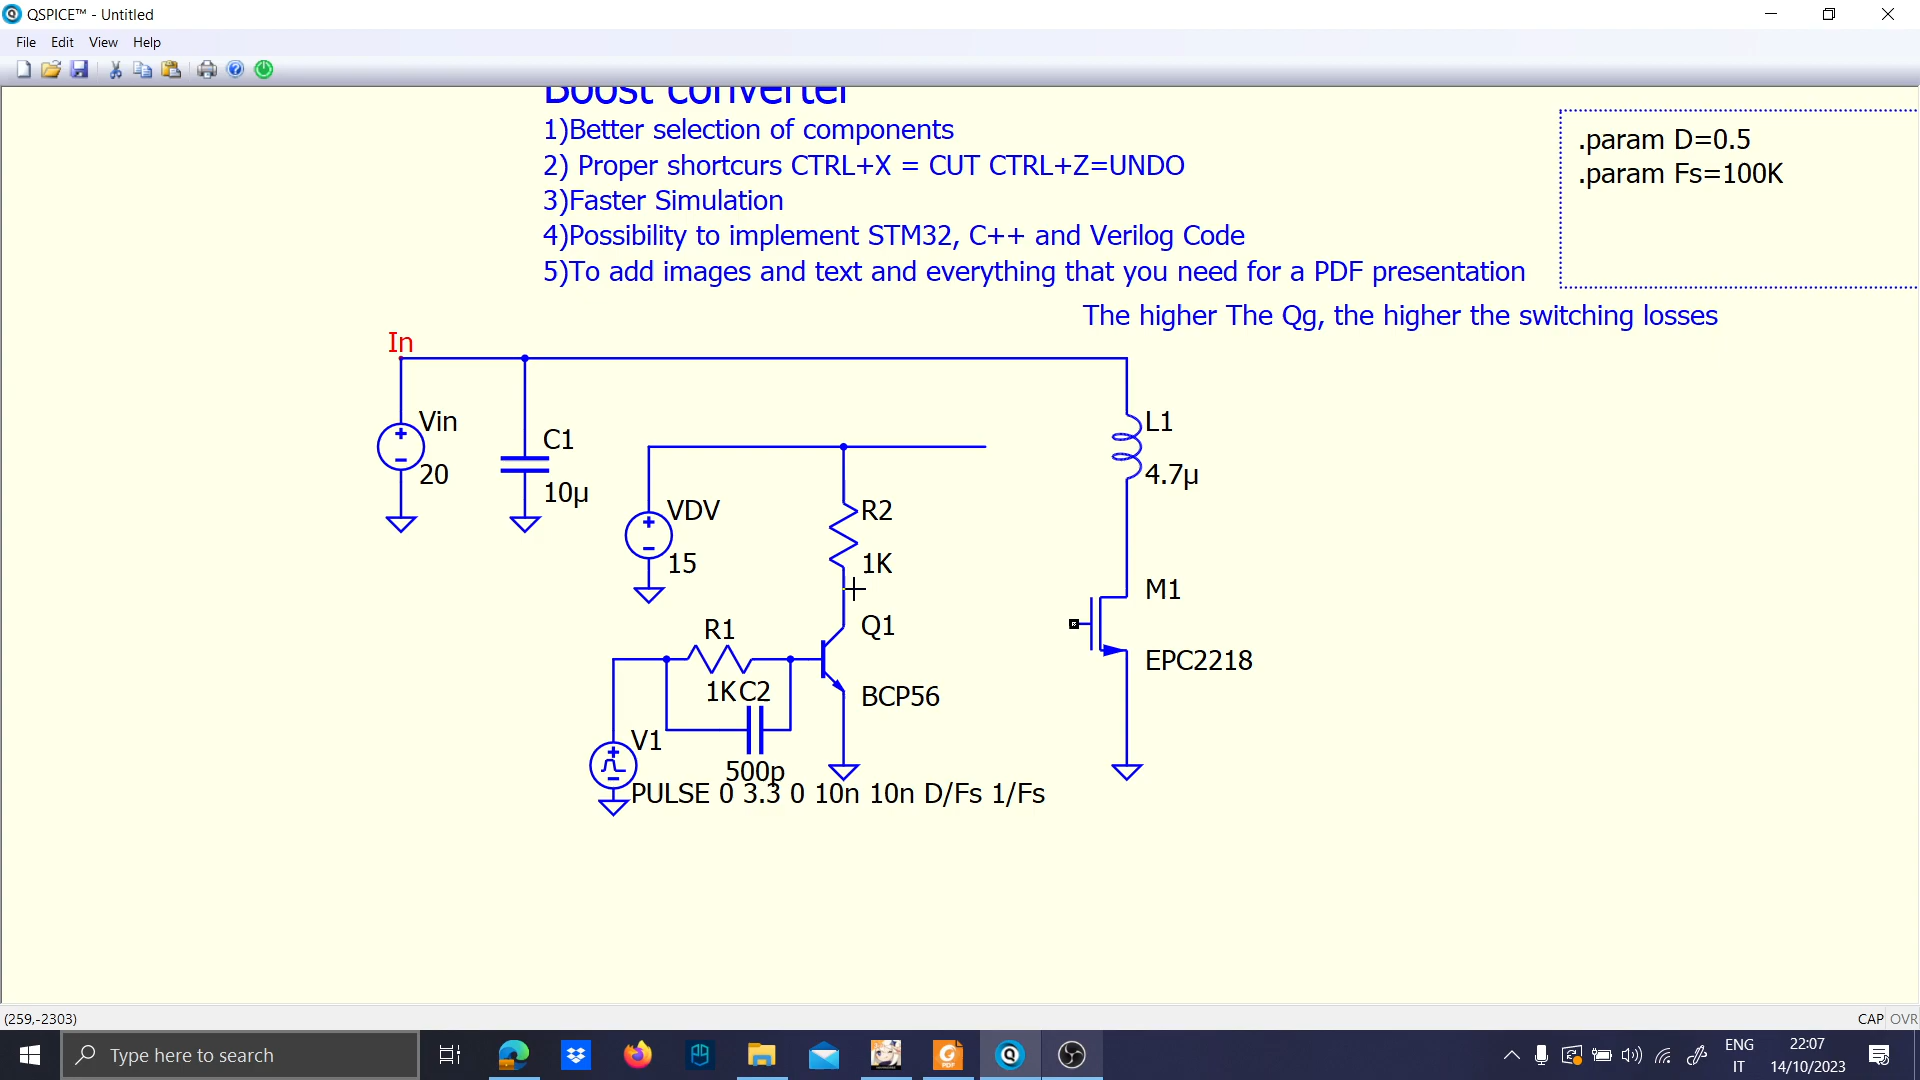 QSPICE™ - Untitled
File Edit View Help
Boost converter
1)Better selection of components
2) Proper shortcurs CTRL+X = CUT CTRL+Z=UNDO
3)Faster Simulation
4)Possibility to implement STM32, C++ and Verilog Code
5)To add images and text and everything that you need for a PDF presentation
.param D=0.5
.param Fs=100K
The higher The Qg, the higher the switching losses
In
Vin
20
C1
10µ
VDV
15
R2
1K
L1
4.7µ
M1
EPC2218
R1
1K
C2
500p
Q1
BCP56
V1
PULSE 0 3.3 0 10n 10n D/Fs 1/Fs
(259,-2303)
CAP OVR
Type here to search
PDF
ENG
IT
22:07
14/10/2023